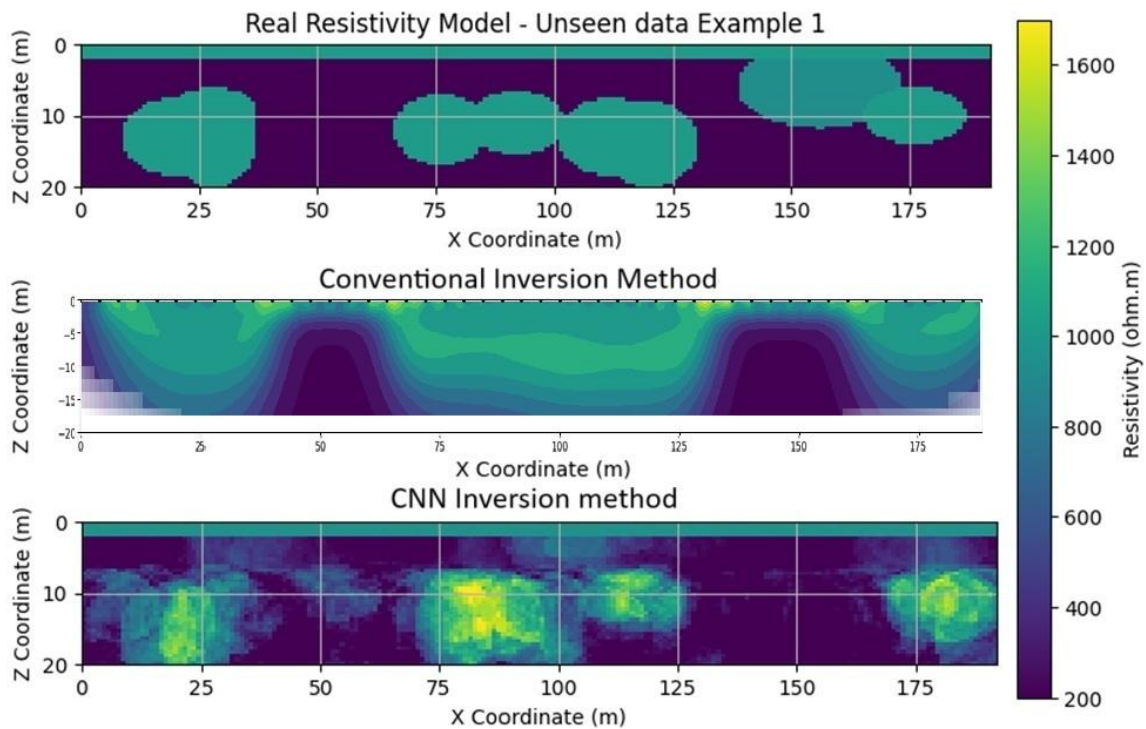 Real Resistivity Model - Unseen data Example 1
Z Coordinate (m)
0
10
20
0 25 50 75 100 125 150 175
X Coordinate (m)
Conventional Inversion Method
Z Coordinate (m)
0
-5
-10
-15
-20
0 25 50 75 100 125 150 175
X Coordinate (m)
CNN Inversion method
Z Coordinate (m)
0
10
20
0 25 50 75 100 125 150 175
X Coordinate (m)
1600
1400
1200
1000
800
600
400
200
Resistivity (ohm.m)